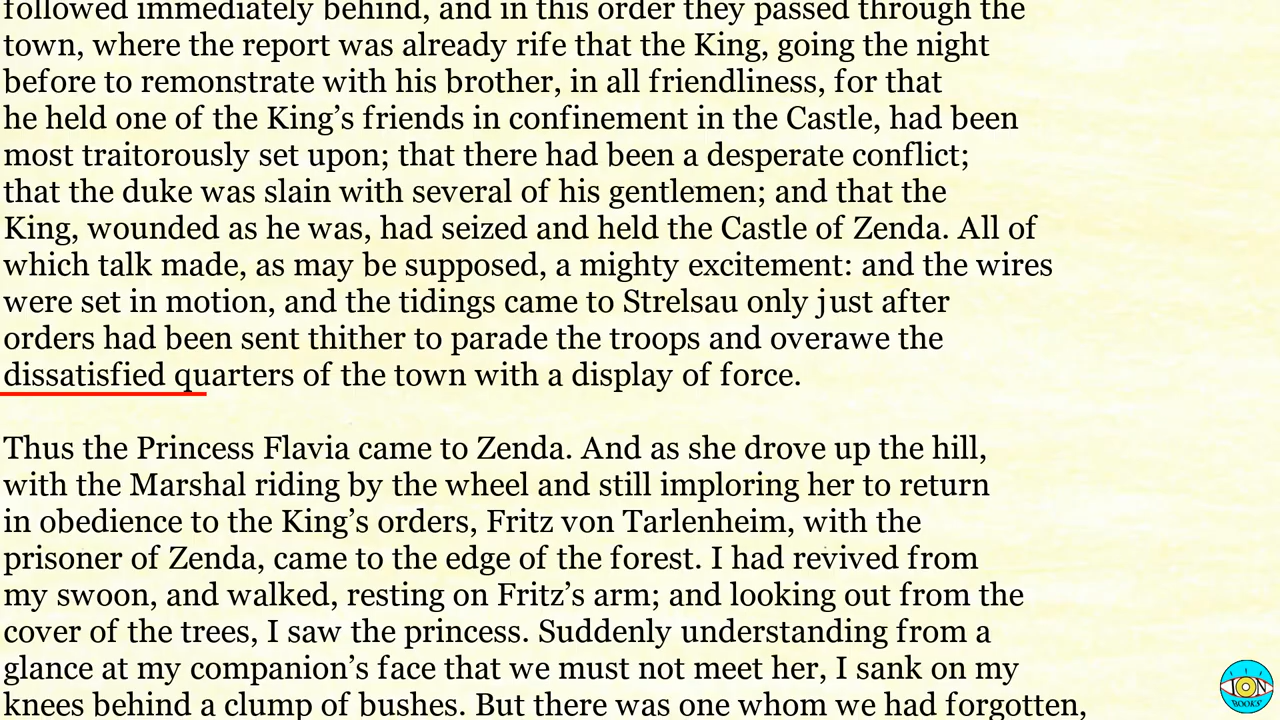 followed immediately behind, and in this order they passed through the
town, where the report was already rife that the King, going the night
before to remonstrate with his brother, in all friendliness, for that
he held one of the King’s friends in confinement in the Castle, had been
most traitorously set upon; that there had been a desperate conflict;
that the duke was slain with several of his gentlemen; and that the
King, wounded as he was, had seized and held the Castle of Zenda. All of
which talk made, as may be supposed, a mighty excitement: and the wires
were set in motion, and the tidings came to Strelsau only just after
orders had been sent thither to parade the troops and overawe the
dissatisfied quarters of the town with a display of force.
Thus the Princess Flavia came to Zenda. And as she drove up the hill,
with the Marshal riding by the wheel and still imploring her to return
in obedience to the King’s orders, Fritz von Tarlenheim, with the
prisoner of Zenda, came to the edge of the forest. I had revived from
my swoon, and walked, resting on Fritz’s arm; and looking out from the
cover of the trees, I saw the princess. Suddenly understanding from a
glance at my companion’s face that we must not meet her, I sank on my
knees behind a clump of bushes. But there was one whom we had forgotten,
ION
BOOKS